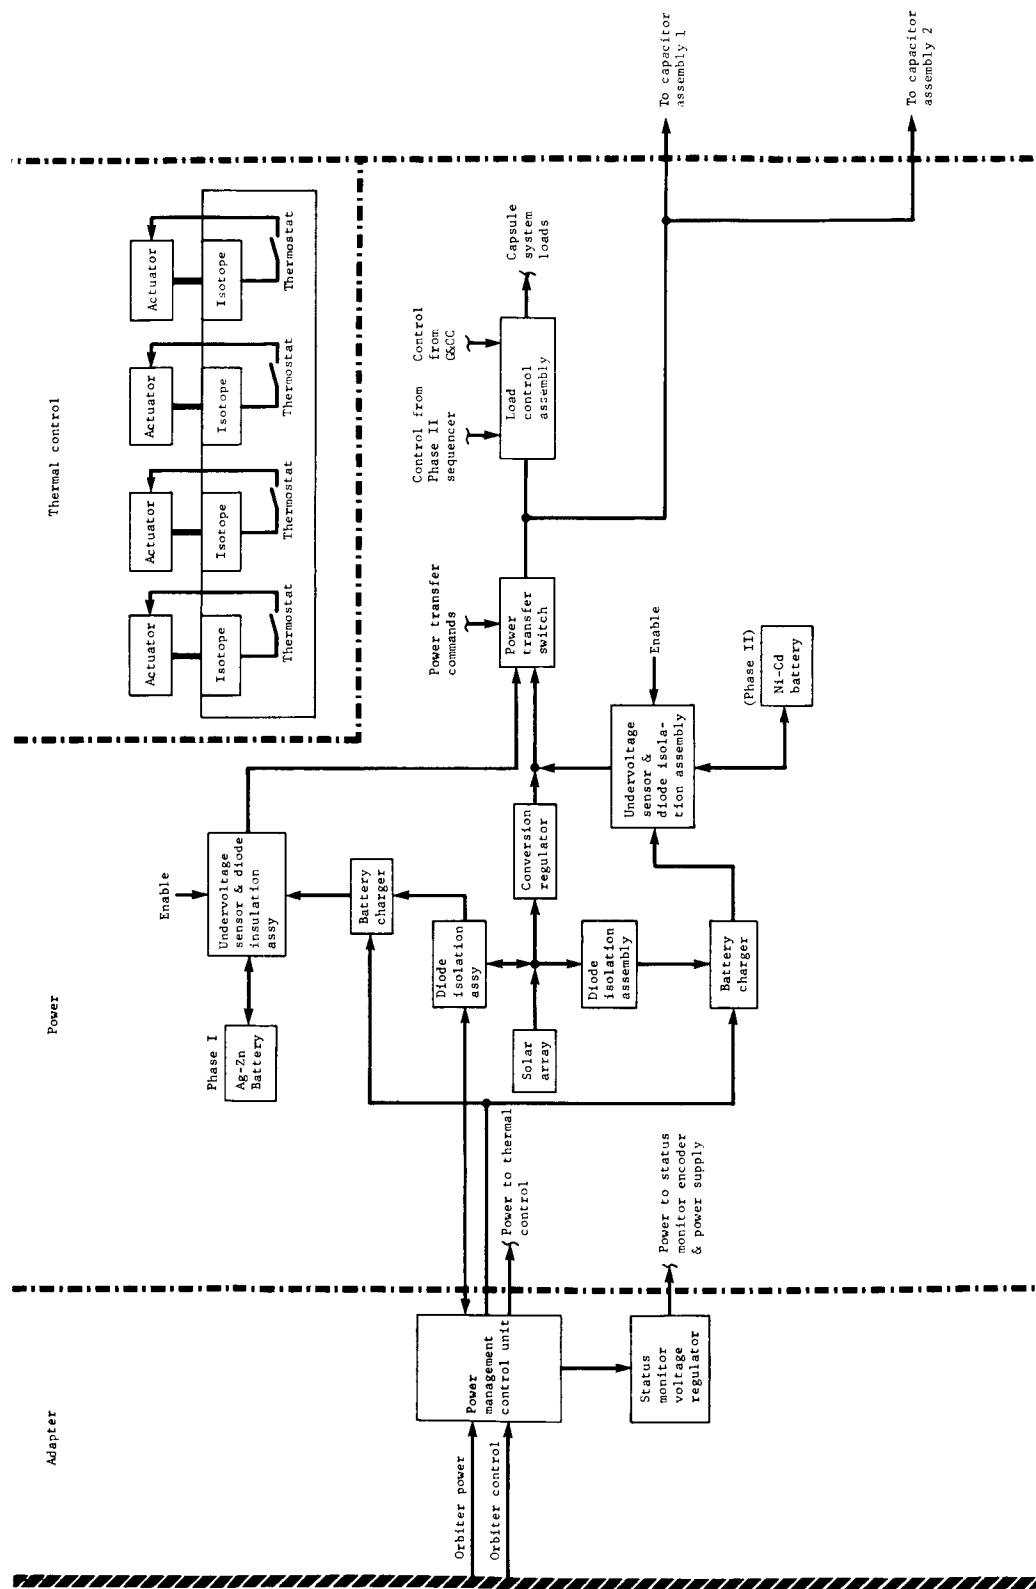 Adapter
Power
Thermal control
Orbiter power
Orbiter control
Power
management
control unit
Status
monitor
voltage
regulator
Power to thermal
control
Power to status
monitor encoder
& power supply
Phase I
Ag-Zn
Battery
Enable
Undervoltage
sensor & diode
insulation
assy
Battery
charger
Diode
isolation
assy
Solar
array
Conversion
regulator
Diode
isolation
assembly
Battery
charger
Undervoltage
sensor &
diode isola-
tion assembly
Enable
(Phase II)
Ni-Cd
battery
Power transfer
commands
Power
transfer
switch
Control from
Phase II
sequencer
Control
from
G&CC
Load
control
assembly
Capsule
system
loads
To capacitor
assembly 1
To capacitor
assembly 2
Actuator
Isotope
Thermostat
Actuator
Isotope
Thermostat
Actuator
Isotope
Thermostat
Actuator
Isotope
Thermostat